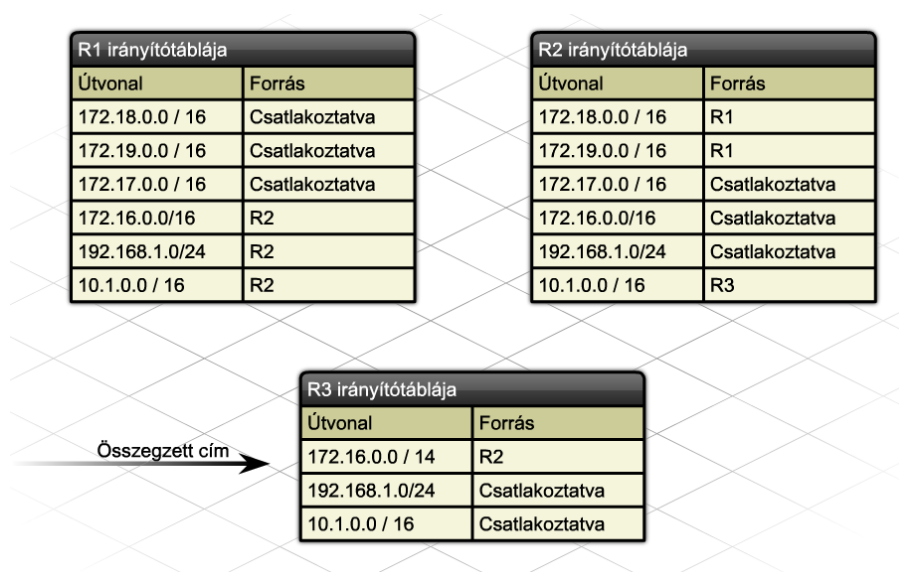 R1 irányítótáblája
Útvonal Forrás
172.18.0.0 / 16 Csatlakoztatva
172.19.0.0 / 16 Csatlakoztatva
172.17.0.0 / 16 Csatlakoztatva
172.16.0.0/16 R2
192.168.1.0/24 R2
10.1.0.0 / 16 R2
R2 irányítótáblája
Útvonal Forrás
172.18.0.0 / 16 R1
172.19.0.0 / 16 R1
172.17.0.0 / 16 Csatlakoztatva
172.16.0.0/16 Csatlakoztatva
192.168.1.0/24 Csatlakoztatva
10.1.0.0 / 16 R3
Összegzett cím
R3 irányítótáblája
Útvonal Forrás
172.16.0.0 / 14 R2
192.168.1.0/24 Csatlakoztatva
10.1.0.0 / 16 Csatlakoztatva